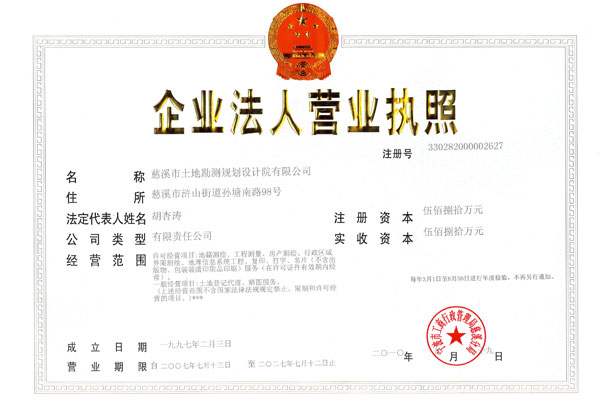 企业法人营业执照
注册号 330282000002627
名称 慈溪市土地勘测规划设计院有限公司
住所 慈溪市浒山街道孙塘南路98号
法定代表人姓名 胡杏涛
注册资本 伍佰捌拾万元
公司类型 有限责任公司
实收资本 伍佰捌拾万元
经营范围 许可经营项目:地籍测绘、工程测量、房产测绘、行政区域
界限测绘、地理信息系统工程、复印、打字、名片(不含出
版物、包装装潢印刷品印刷)服务(在许可证件有效期内经
营)。
一般经营项目:土地登记代理、晒图服务。
(上述经营范围不含国家法律法规规定禁止、限制和许可经
营的项目。)***
每年3月1日至6月30日进行年度检验,不再另行通知。
成立日期 一九九七年二月三日
营业期限 自二〇〇七年七月十三日至二〇二七年七月十二日止
二〇一〇年 月 九日
宁波市工商行政管理局慈溪分局